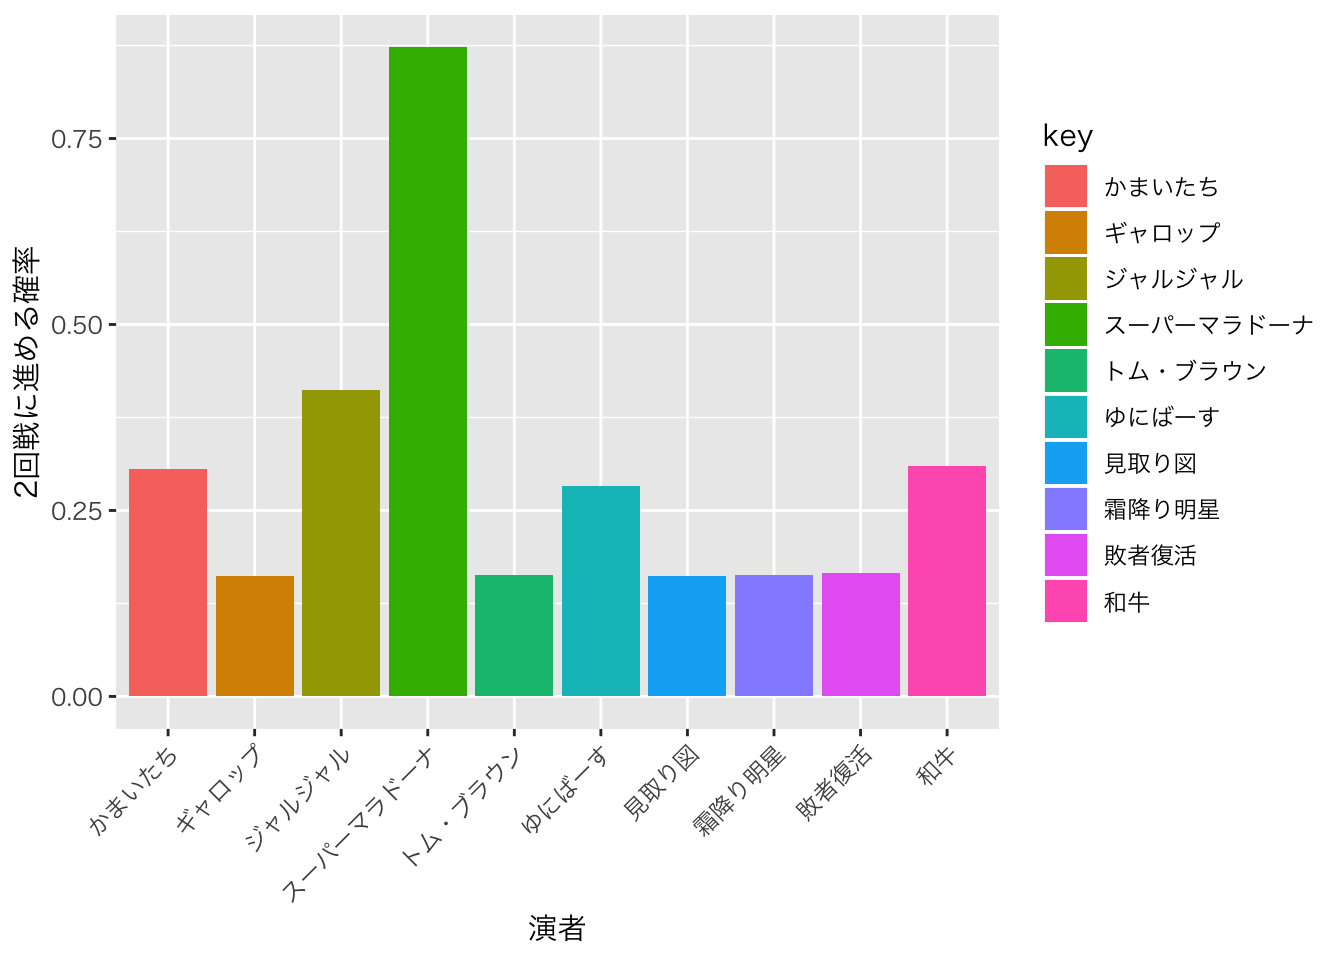 2回戦に進める確率
0.75
0.50
0.25
0.00
かまいたち
ギャロップ
ジャルジャル
スーパーマラドーナ
トム・ブラウン
ゆにばーす
見取り図
霜降り明星
敗者復活
和牛
演者
key
かまいたち
ギャロップ
ジャルジャル
スーパーマラドーナ
トム・ブラウン
ゆにばーす
見取り図
霜降り明星
敗者復活
和牛